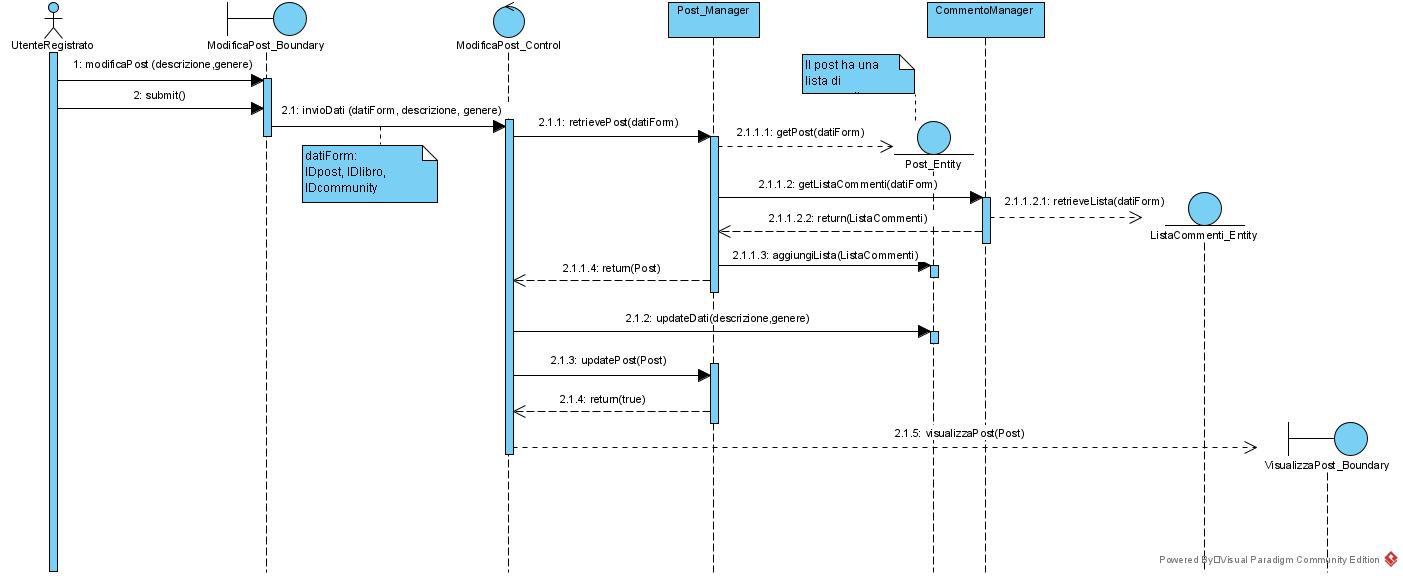 UtenteRegistrato
ModificaPost_Boundary
ModificaPost_Control
Post_Manager
CommentoManager
1: modificaPost (descrizione,genere)
2: submit()
2.1: invioDati (datiForm, descrizione, genere)
datiForm:
IDpost, IDlibro,
IDcommunity
2.1.1: retrievePost(datiForm)
Il post ha una
lista di
2.1.1.1: getPost(datiForm)
Post_Entity
2.1.1.2: getListaCommenti(datiForm)
2.1.1.2.1: retrieveLista(datiForm)
ListaCommenti_Entity
2.1.1.2.2: return(ListaCommenti)
2.1.1.3: aggiungiLista(ListaCommenti)
2.1.1.4: return(Post)
2.1.2: updateDati(descrizione,genere)
2.1.3: updatePost(Post)
2.1.4: return(true)
2.1.5: visualizzaPost(Post)
VisualizzaPost_Boundary
Powered By Visual Paradigm Community Edition